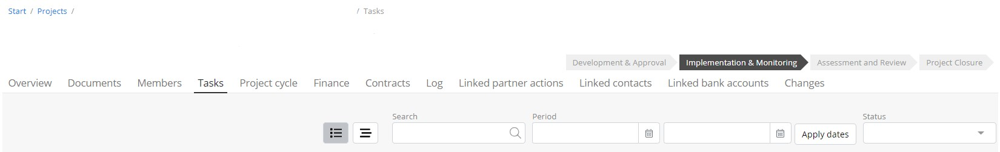 Start / Projects / / Tasks
Development & Approval Implementation & Monitoring Assessment and Review Project Closure
Overview Documents Members Tasks Project cycle Finance Contracts Log Linked partner actions Linked contacts Linked bank accounts Changes
Search Period Status
Apply dates